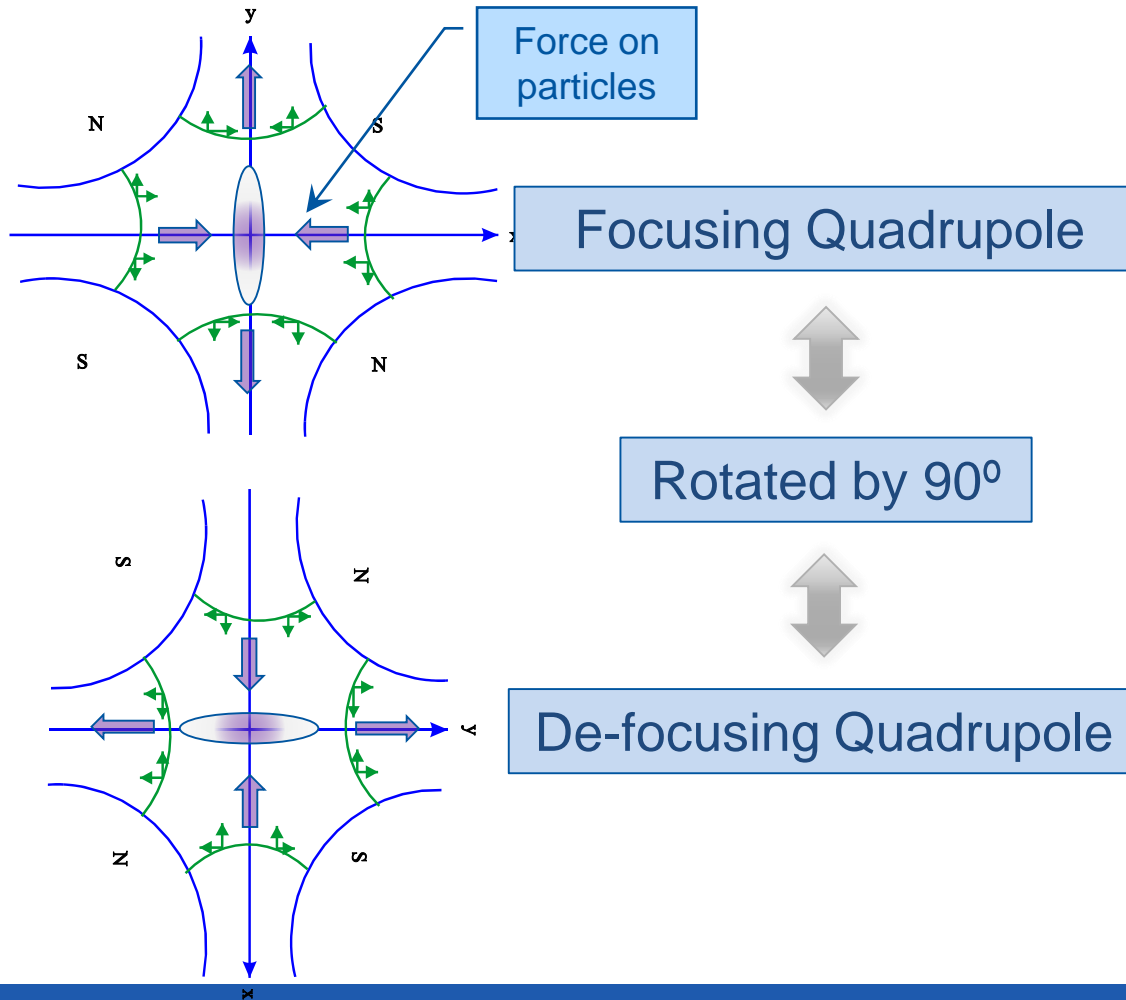 y
Force on
particles
N
S
x
Focusing Quadrupole
S
N
Rotated by 90º
S
N
y
De-focusing Quadrupole
N
S
x